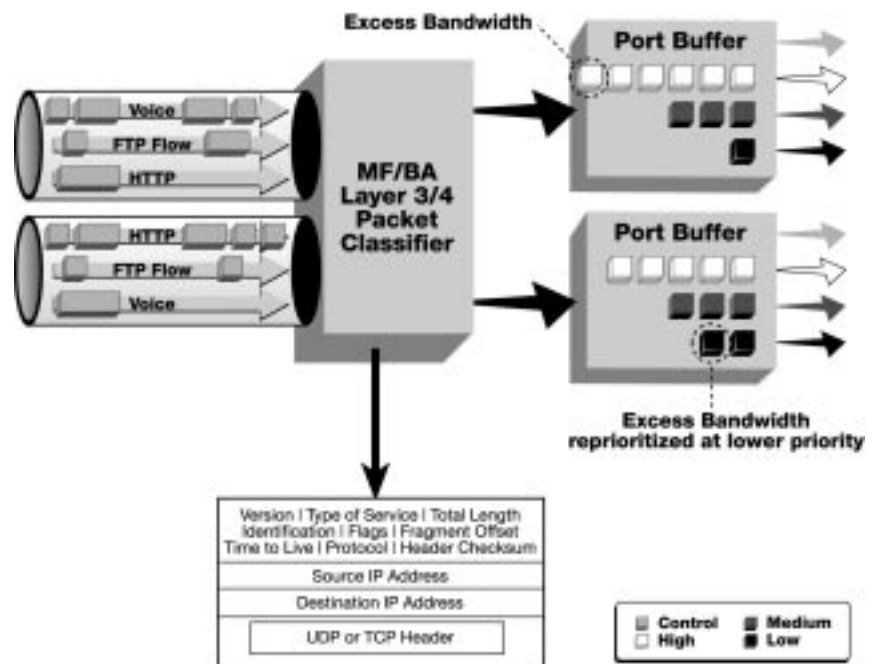 Excess Bandwidth
Port Buffer
Voice
FTP Flow
HTTP
MF/BA
Layer 3/4
Packet
Classifier
HTTP
FTP Flow
Voice
Port Buffer
Excess Bandwidth
reprioritized at lower priority
Version | Type of Service | Total Length
Identification | Flags | Fragment Offset
Time to Live | Protocol | Header Checksum
Source IP Address
Destination IP Address
UDP or TCP Header
Control
Medium
High
Low